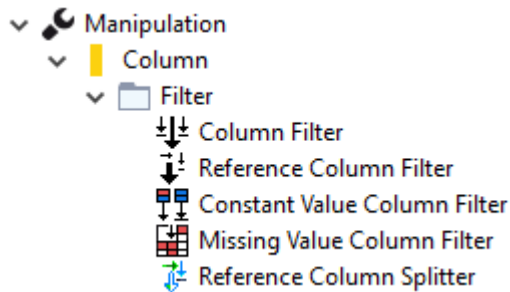 Manipulation
Column
Filter
Column Filter
Reference Column Filter
Constant Value Column Filter
Missing Value Column Filter
Reference Column Splitter